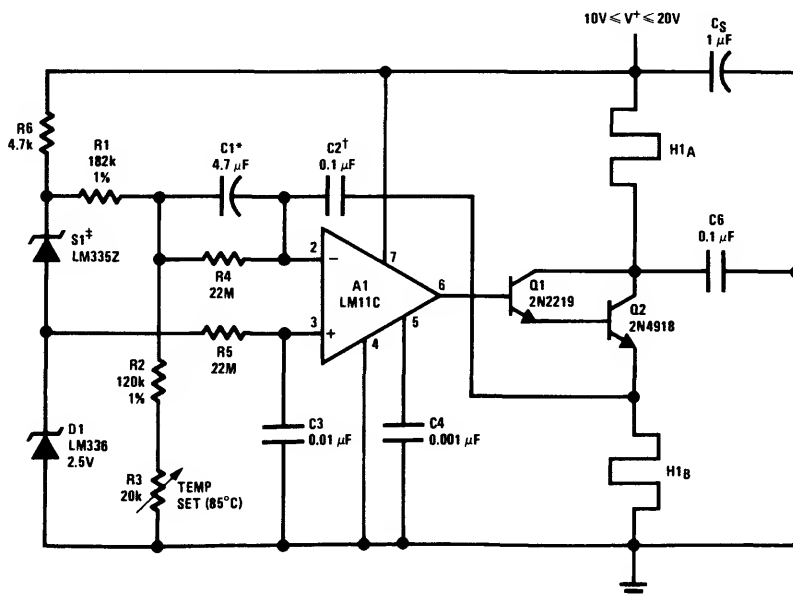 10V ≤ V⁺ ≤ 20V
CS
1 μF
R6
4.7k
R1
182k
1%
C1*
4.7 μF
C2†
0.1 μF
H1A
S1‡
LM335Z
R4
22M
2
7
A1
LM11C
6
Q1
2N2219
C6
0.1 μF
Q2
2N4918
3
5
4
R5
22M
R2
120k
1%
D1
LM336
2.5V
C3
0.01 μF
C4
0.001 μF
R3
20k
TEMP
SET (85°C)
H1B